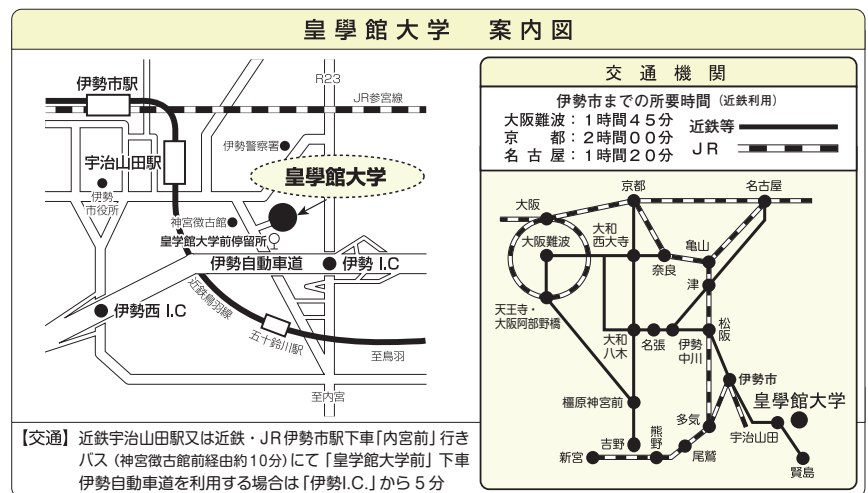 皇學館大学 案内図
伊勢市駅
R23
JR参宮線
宇治山田駅
伊勢警察署
皇學館大学
伊勢
市役所
神宮徴古館
皇学館大学前停留所
伊勢自動車道
伊勢 I.C
伊勢西 I.C
近鉄鳥羽線
五十鈴川駅
至鳥羽
至内宮
【交通】 近鉄宇治山田駅又は近鉄・JR伊勢市駅下車「内宮前」行き
バス(神宮徴古館前経由約10分)にて「皇學館大学前」下車
伊勢自動車道を利用する場合は「伊勢I.C.」から5分
交通機関
伊勢市までの所要時間(近鉄利用)
大阪難波:1時間45分
京都:2時間00分
名古屋:1時間20分
近鉄等
JR
京都
名古屋
大阪
大和
西大寺
大阪難波
亀山
奈良
津
天王寺・
大阪阿部野橋
松阪
大和
八木
名張
伊勢
中川
伊勢市
皇學館大学
橿原神宮前
多気
宇治山田
吉野
熊野
尾鷲
新宮
賢島